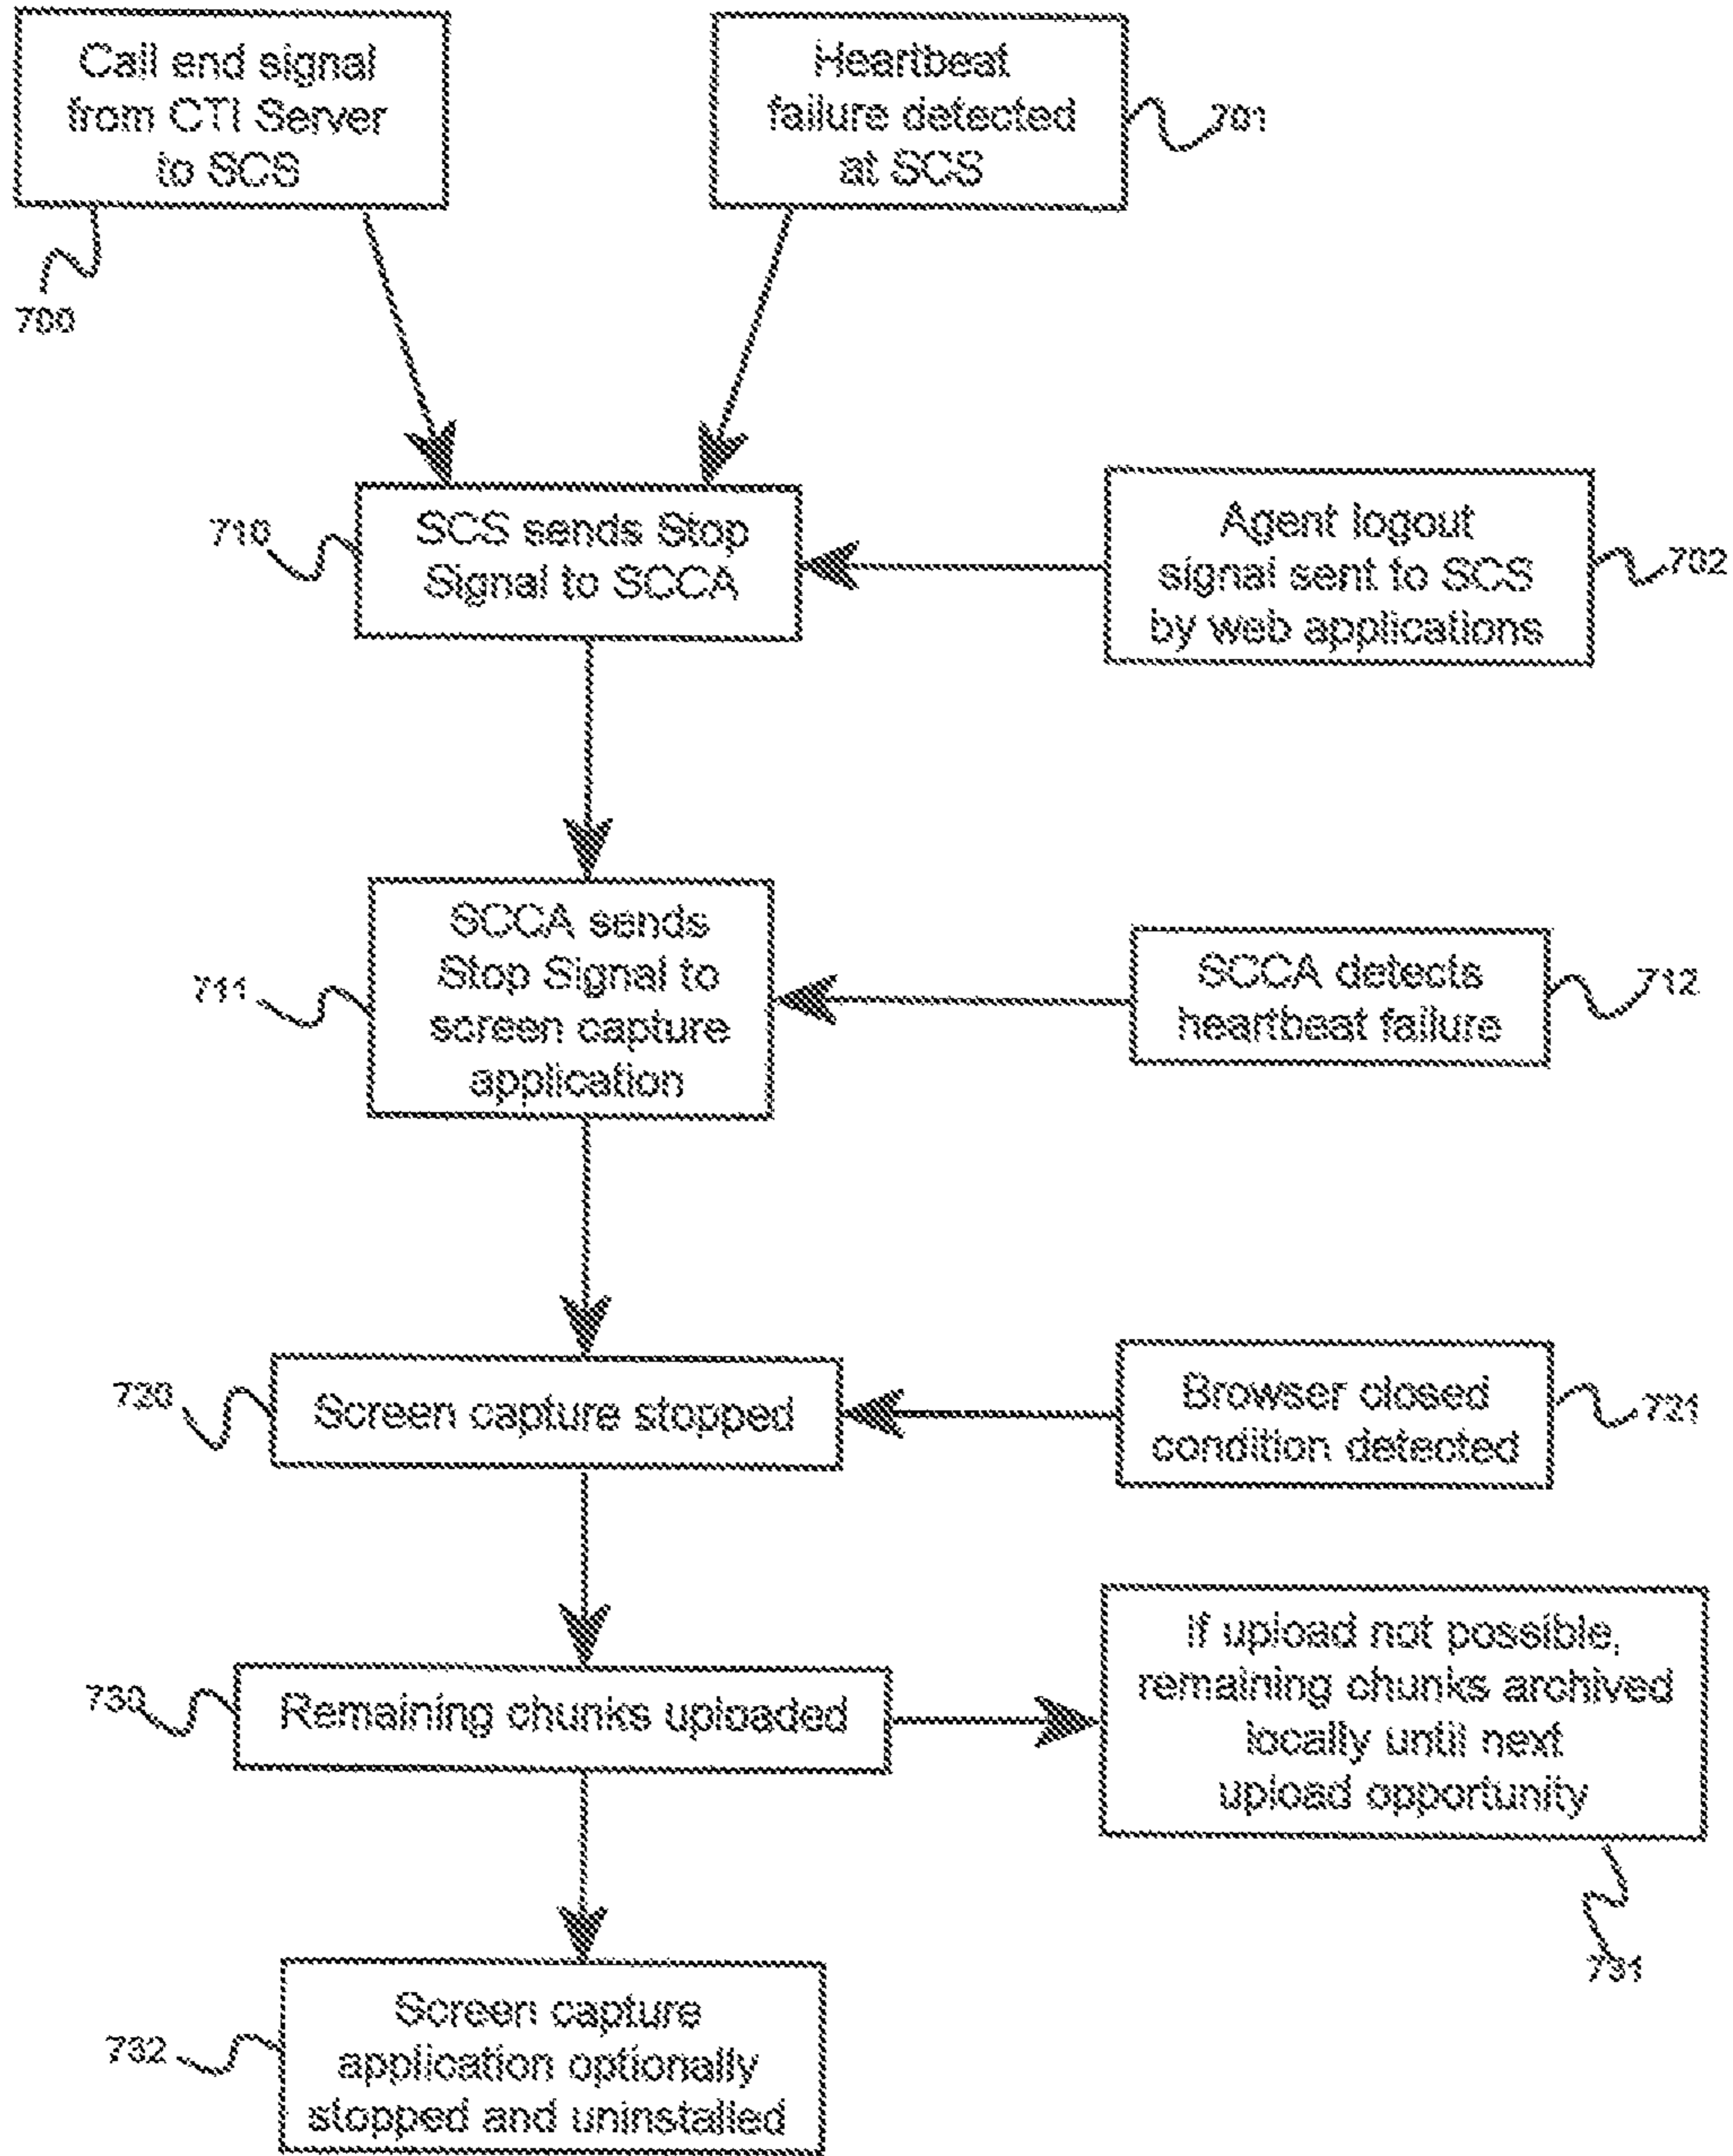 Call end signal
from CTI Server
to SCS
700
Heartbeat
failure detected
at SCS
701
710
SCS sends Stop
Signal to SCCA
Agent logout
signal sent to SCS
by web applications
702
711
SCCA sends
Stop Signal to
screen capture
application
SCCA detects
heartbeat failure
712
720
Screen capture stopped
Browser closed
condition detected
721
730
Remaining chunks uploaded
If upload not possible,
remaining chunks archived
locally until next
upload opportunity
731
732
Screen capture
application optionally
stopped and uninstalled